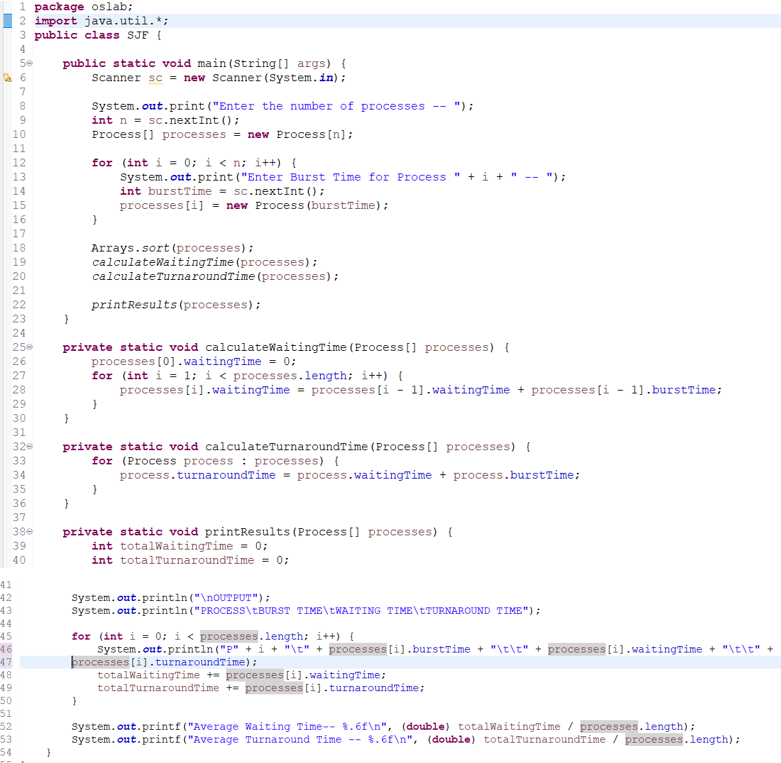 1 package oslab;
2 import java.util.*;
3 public class SJF {
4
5 public static void main(String[] args) {
6 Scanner sc = new Scanner(System.in);
7
8 System.out.print("Enter the number of processes -- ");
9 int n = sc.nextInt();
10 Process[] processes = new Process[n];
11
12 for (int i = 0; i < n; i++) {
13 System.out.print("Enter Burst Time for Process " + i + " -- ");
14 int burstTime = sc.nextInt();
15 processes[i] = new Process(burstTime);
16 }
17
18 Arrays.sort(processes);
19 calculateWaitingTime(processes);
20 calculateTurnaroundTime(processes);
21
22 printResults(processes);
23 }
24
25 private static void calculateWaitingTime(Process[] processes) {
26 processes[0].waitingTime = 0;
27 for (int i = 1; i < processes.length; i++) {
28 processes[i].waitingTime = processes[i - 1].waitingTime + processes[i - 1].burstTime;
29 }
30 }
31
32 private static void calculateTurnaroundTime(Process[] processes) {
33 for (Process process : processes) {
34 process.turnaroundTime = process.waitingTime + process.burstTime;
35 }
36 }
37
38 private static void printResults(Process[] processes) {
39 int totalWaitingTime = 0;
40 int totalTurnaroundTime = 0;
41
42 System.out.println("\nOUTPUT");
43 System.out.println("PROCESS\tBURST TIME\tWAITING TIME\tTURNAROUND TIME");
44
45 for (int i = 0; i < processes.length; i++) {
46 System.out.println("P" + i + "\t" + processes[i].burstTime + "\t\t" + processes[i].waitingTime + "\t\t" +
47 processes[i].turnaroundTime);
48 totalWaitingTime += processes[i].waitingTime;
49 totalTurnaroundTime += processes[i].turnaroundTime;
50 }
51
52 System.out.printf("Average Waiting Time-- %.6f\n", (double) totalWaitingTime / processes.length);
53 System.out.printf("Average Turnaround Time -- %.6f\n", (double) totalTurnaroundTime / processes.length);
54 }